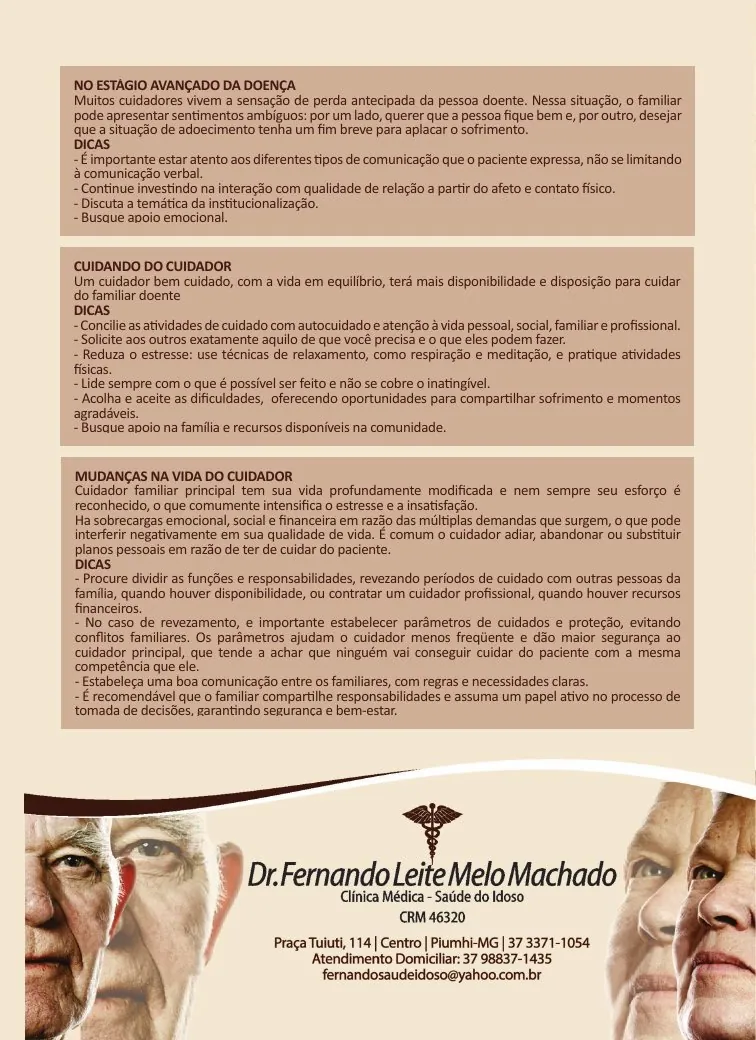 NO ESTÁGIO AVANÇADO DA DOENÇA
Muitos cuidadores vivem a sensação de perda antecipada da pessoa doente. Nessa situação, o familiar
pode apresentar sentimentos ambíguos: por um lado, querer que a pessoa fique bem e, por outro, desejar
que a situação de adoecimento tenha um fim breve para aplacar o sofrimento.
DICAS
- É importante estar atento aos diferentes tipos de comunicação que o paciente expressa, não se limitando
à comunicação verbal.
- Continue investindo na interação com qualidade de relação a partir do afeto e contato físico.
- Discuta a temática da institucionalização.
- Busque apoio emocional.
CUIDANDO DO CUIDADOR
Um cuidador bem cuidado, com a vida em equilíbrio, terá mais disponibilidade e disposição para cuidar
do familiar doente
DICAS
- Concilie as atividades de cuidado com autocuidado e atenção à vida pessoal, social, familiar e profissional.
- Solicite aos outros exatamente aquilo de que você precisa e o que eles podem fazer.
- Reduza o estresse: use técnicas de relaxamento, como respiração e meditação, e pratique atividades
físicas.
- Lide sempre com o que é possível ser feito e não se cobre o inatingível.
- Acolha e aceite as dificuldades, oferecendo oportunidades para compartilhar sofrimento e momentos
agradáveis.
- Busque apoio na família e recursos disponíveis na comunidade.
MUDANÇAS NA VIDA DO CUIDADOR
Cuidador familiar principal tem sua vida profundamente modificada e nem sempre seu esforço é
reconhecido, o que comumente intensifica o estresse e a insatisfação.
Ha sobrecargas emocional, social e financeira em razão das múltiplas demandas que surgem, o que pode
interferir negativamente em sua qualidade de vida. É comum o cuidador adiar, abandonar ou substituir
planos pessoais em razão de ter de cuidar do paciente.
DICAS
- Procure dividir as funções e responsabilidades, revezando períodos de cuidado com outras pessoas da
família, quando houver disponibilidade, ou contratar um cuidador profissional, quando houver recursos
financeiros.
- No caso de revezamento, e importante estabelecer parâmetros de cuidados e proteção, evitando
conflitos familiares. Os parâmetros ajudam o cuidador menos freqüente e dão maior segurança ao
cuidador principal, que tende a achar que ninguém vai conseguir cuidar do paciente com a mesma
competência que ele.
- Estabeleça uma boa comunicação entre os familiares, com regras e necessidades claras.
- É recomendável que o familiar compartilhe responsabilidades e assuma um papel ativo no processo de
tomada de decisões, garantindo segurança e bem-estar.
Dr. Fernando Leite Melo Machado
Clínica Médica - Saúde do Idoso
CRM 46320
Praça Tuiuti, 114 | Centro | Piumhi-MG | 37 3371-1054
Atendimento Domiciliar: 37 98837-1435
fernandosaudeidoso@yahoo.com.br